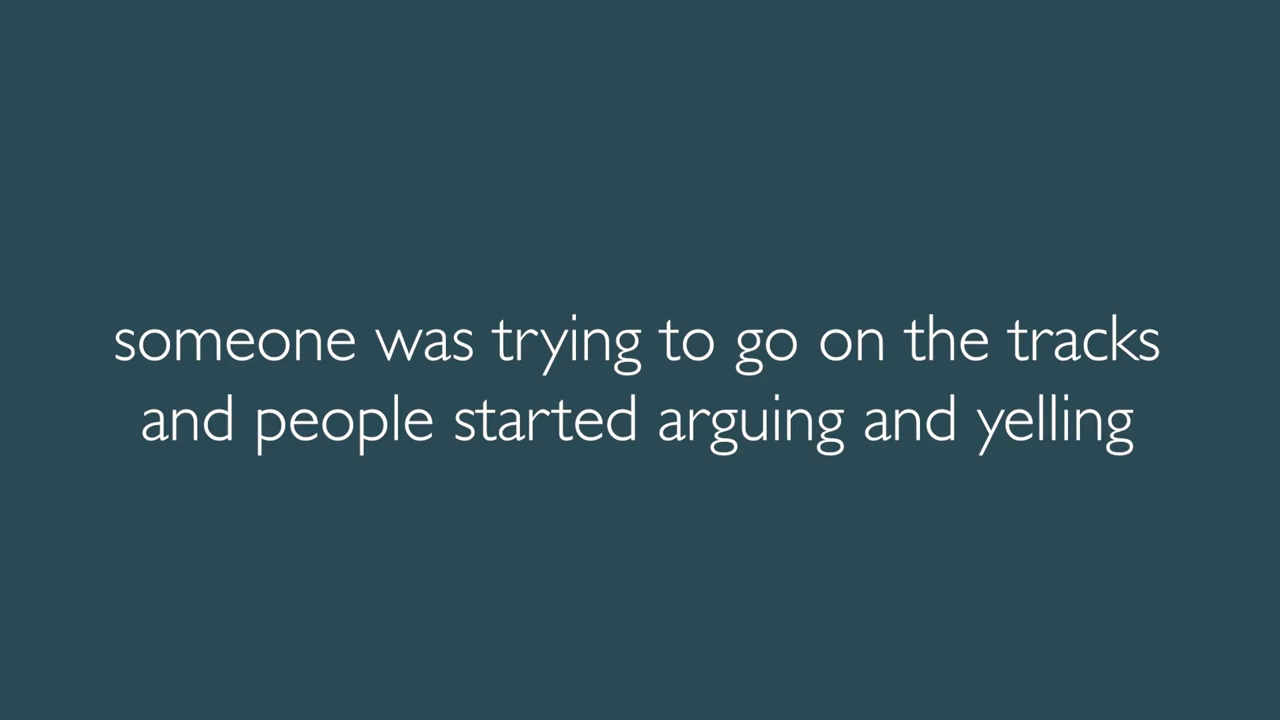 someone was trying to go on the tracks
and people started arguing and yelling